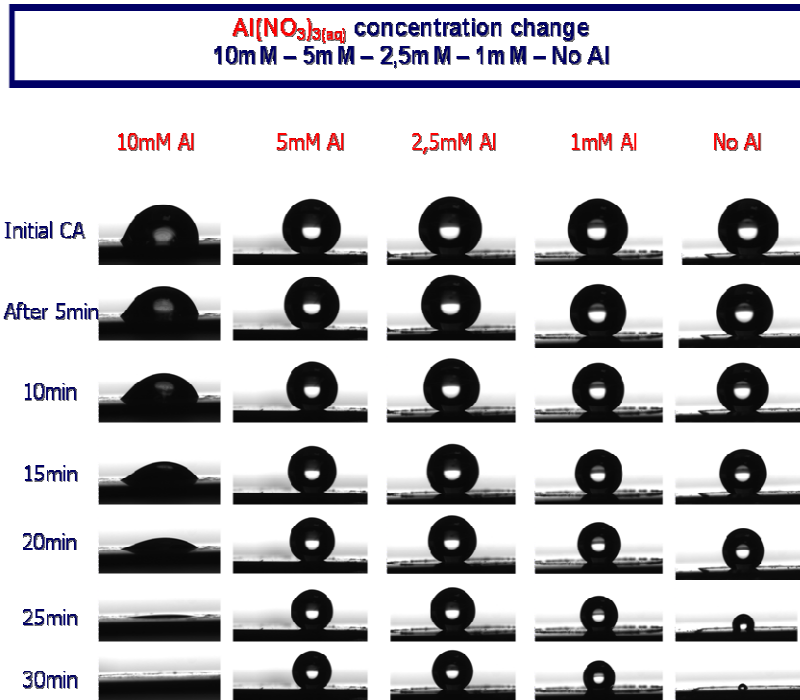 Al(NO3)3(aq) concentration change
10mM – 5mM – 2,5mM – 1mM – No Al
10mM Al 5mM Al 2,5mM Al 1mM Al No Al
Initial CA
After 5min
10min
15min
20min
25min
30min